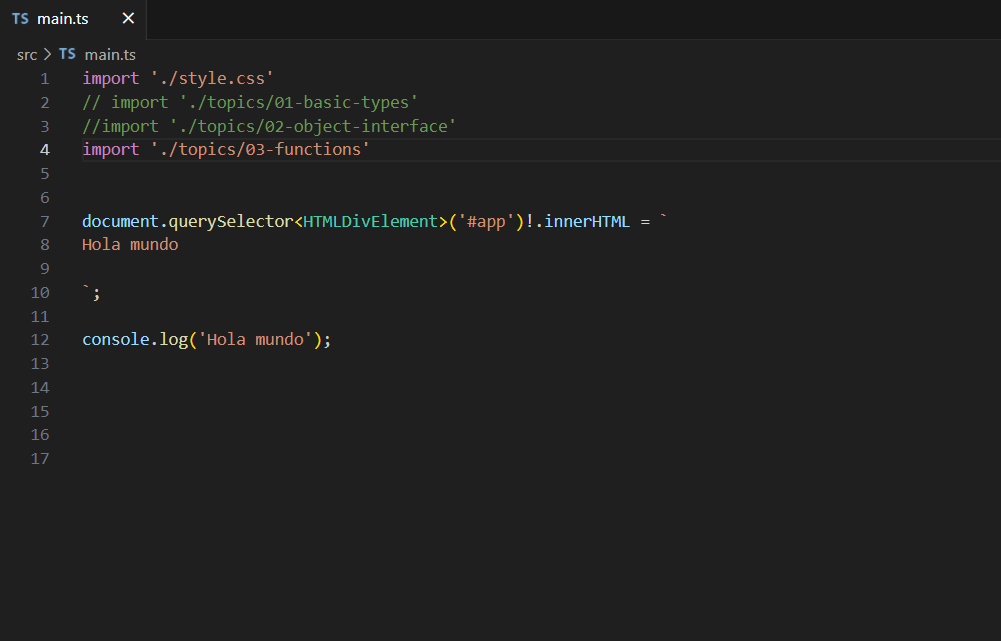 TS main.ts ✕
src > TS main.ts
1 import './style.css'
2 // import './topics/01-basic-types'
3 //import './topics/02-object-interface'
4 import './topics/03-functions'
5
6
7 document.querySelector<HTMLDivElement>('#app')!.innerHTML = `
8 Hola mundo
9
10 `;
11
12 console.log('Hola mundo');
13
14
15
16
17